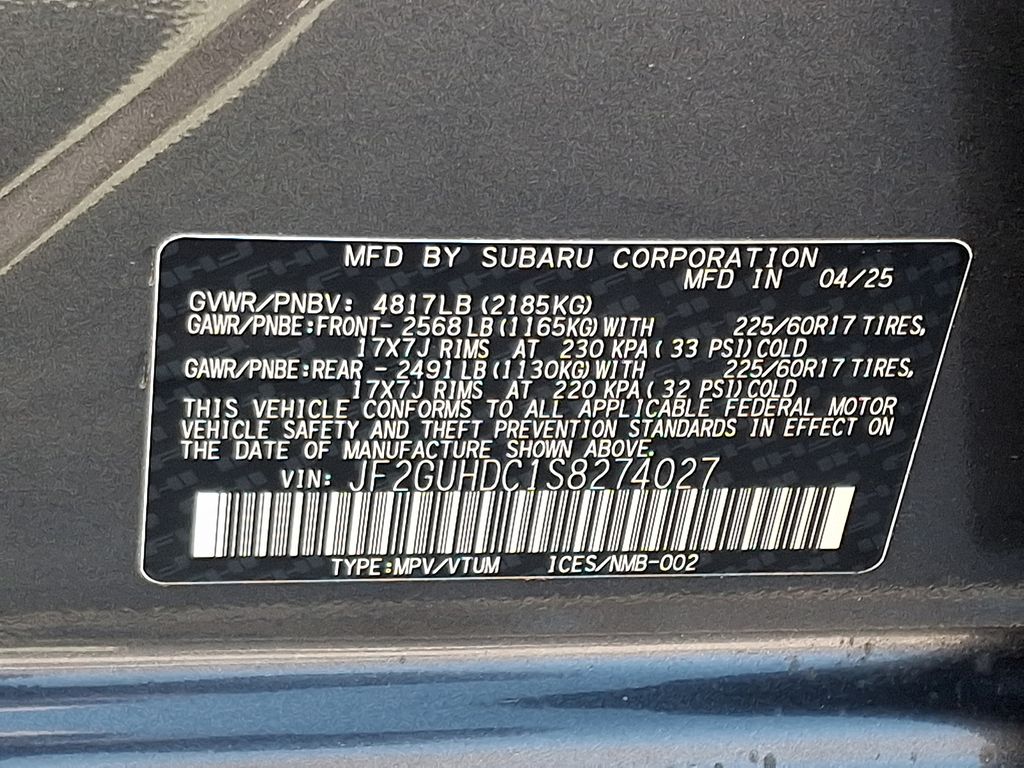 MFD BY SUBARU CORPORATION
MFD IN 04/25
GVWR/PNBV: 4817LB (2185KG)
GAWR/PNBE:FRONT- 2568 LB (1165KG) WITH 225/60R17 TIRES,
17X7J RIMS AT 230 KPA ( 33 PSI) COLD
GAWR/PNBE:REAR - 2491 LB (1130KG) WITH 225/60R17 TIRES,
17X7J RIMS AT 220 KPA ( 32 PSI) COLD
THIS VEHICLE CONFORMS TO ALL APPLICABLE FEDERAL MOTOR
VEHICLE SAFETY AND THEFT PREVENTION STANDARDS IN EFFECT ON
THE DATE OF MANUFACTURE SHOWN ABOVE.
VIN: JF2GUHDC1S8274027
TYPE:MPV/VTUM ICES/NMB-002